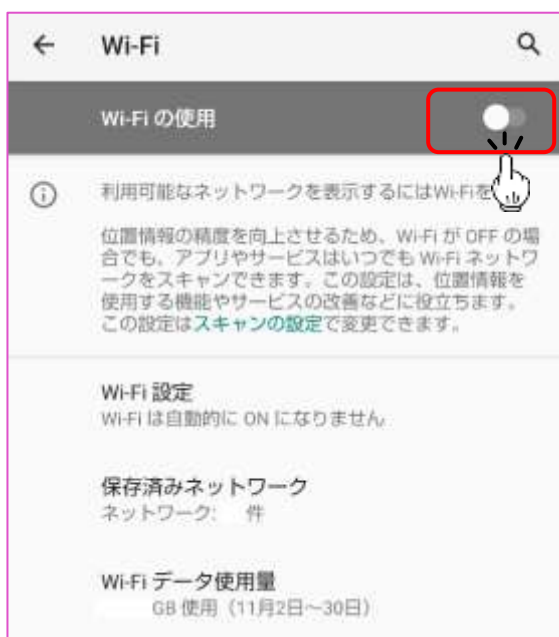 Wi-Fi
Wi-Fi の使用
利用可能なネットワークを表示するにはWi-Fiを
位置情報の精度を向上させるため、Wi-Fi が OFF の場
合でも、アプリやサービスはいつでも Wi-Fi ネットワ
ークをスキャンできます。この設定は、位置情報を
使用する機能やサービスの改善などに役立ちます。
この設定はスキャンの設定で変更できます。
Wi-Fi 設定
Wi-Fi は自動的に ON になりません
保存済みネットワーク
ネットワーク: 件
Wi-Fi データ使用量
GB 使用（11月2日～30日）